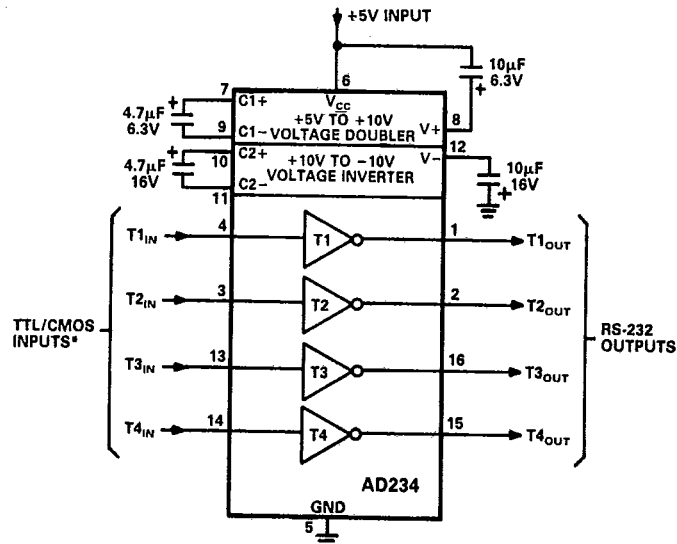 +5V INPUT
10µF
6.3V
+
7
6
8
C1+
V_CC
+5V TO +10V
VOLTAGE DOUBLER
V+
4.7µF
6.3V
+
9
C1−
12
C2+
+10V TO −10V
VOLTAGE INVERTER
V−
4.7µF
16V
+
10
C2−
11
10µF
16V
+
T1IN
4
T1
1
T1OUT
T2IN
3
T2
2
T2OUT
TTL/CMOS
INPUTS*
RS-232
OUTPUTS
T3IN
13
T3
16
T3OUT
T4IN
14
T4
15
T4OUT
AD234
GND
5